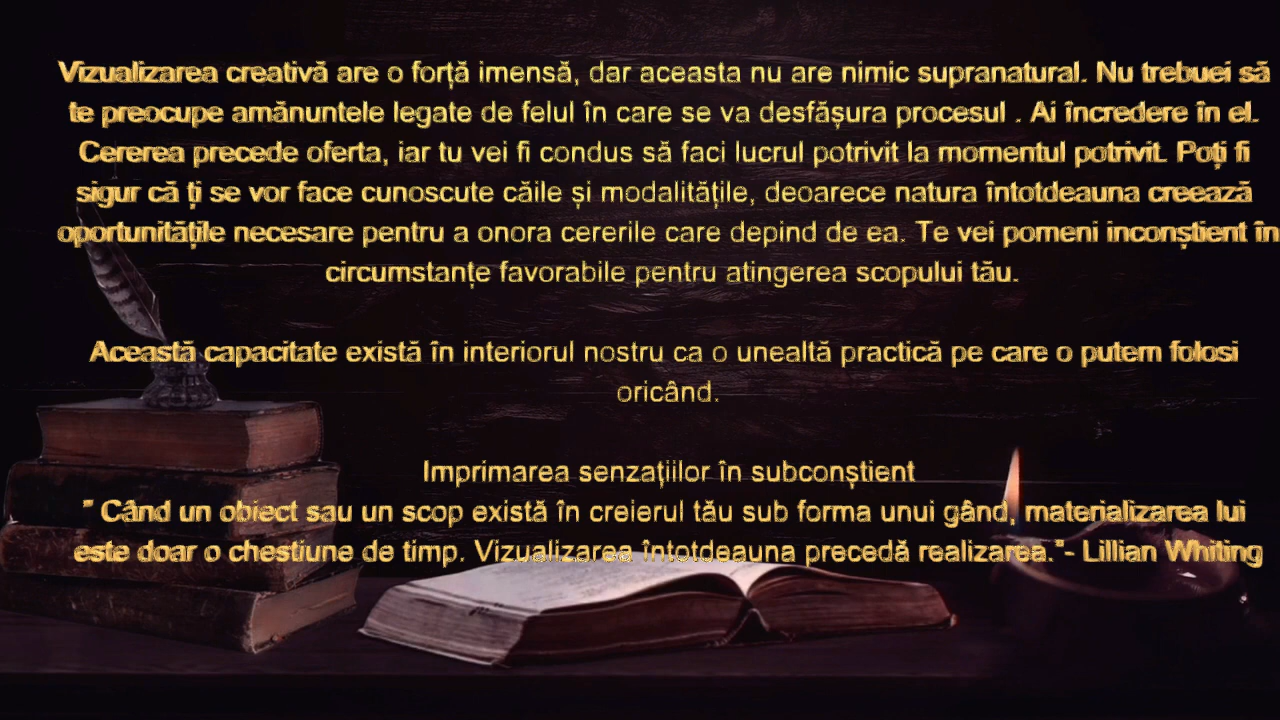 Vizualizarea creativă are o forță imensă, dar aceasta nu are nimic supranatural. Nu trebuei să
te preocupe amănuntele legate de felul în care se va desfășura procesul . Ai încredere în el.
Cererea precede oferta, iar tu vei fi condus să faci lucrul potrivit la momentul potrivit. Poți fi
sigur că ți se vor face cunoscute căile și modalitățile, deoarece natura întotdeauna creează
oportunitățile necesare pentru a onora cererile care depind de ea. Te vei pomeni inconștient în
circumstanțe favorabile pentru atingerea scopului tău.
Această capacitate există în interiorul nostru ca o unealtă practică pe care o putem folosi
oricând.
Imprimarea senzațiilor în subconștient
" Când un obiect sau un scop există în creierul tău sub forma unui gând, materializarea lui
este doar o chestiune de timp. Vizualizarea întotdeauna precedă realizarea."- Lillian Whiting